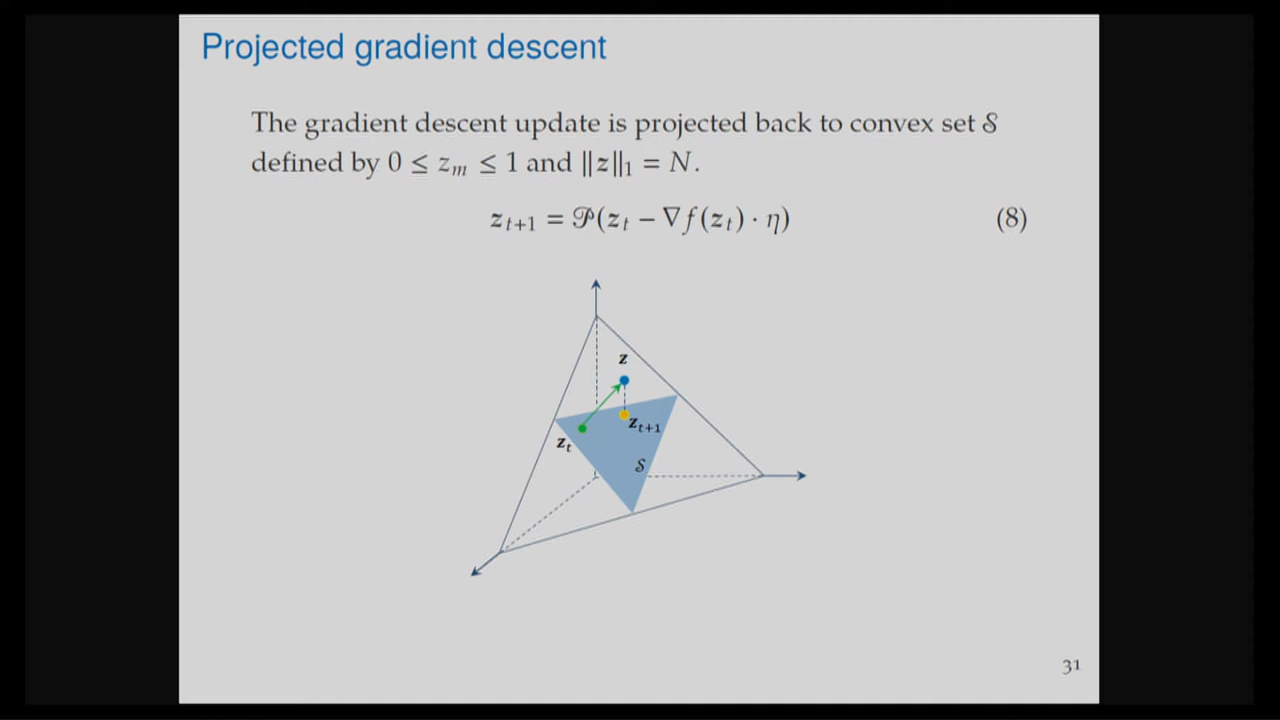 Projected gradient descent
The gradient descent update is projected back to convex set 𝒮
defined by 0 ≤ zₘ ≤ 1 and ‖z‖₁ = N.
z_{t+1} = 𝒫(z_t − ∇f(z_t) · η) (8)
z
z_{t+1}
z_t
𝒮
31